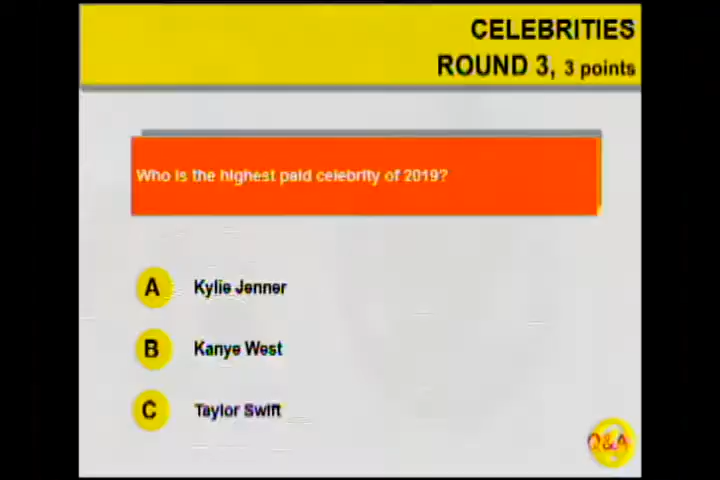 CELEBRITIES
ROUND 3, 3 points
Who is the highest paid celebrity of 2019?
A Kylie Jenner
B Kanye West
C Taylor Swift
Q&A